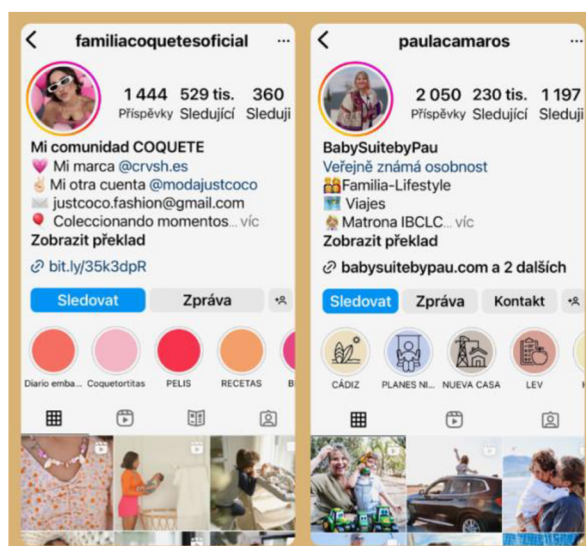 familiacoquetesoficial
1 444 529 tis. 360
Příspěvky Sledující Sleduji
Mi comunidad COQUETE
Mi marca @crvsh.es
Mi otra cuenta @modajustcoco
justcoco.fashion@gmail.com
Coleccionando momentos... víc
Zobrazit překlad
bit.ly/35k3dpR
Sledovat Zpráva
Diario emba... Coquetortitas PELIS RECETAS
paulacamaros
2 050 230 tis. 1 197
Příspěvky Sledující Sleduji
BabySuitebyPau
Veřejně známá osobnost
Familia-Lifestyle
Viajes
Matrona IBCLC... víc
Zobrazit překlad
babysuitebypau.com a 2 dalších
Sledovat Zpráva Kontakt
CÁDIZ PLANES NI... NUEVA CASA LEV